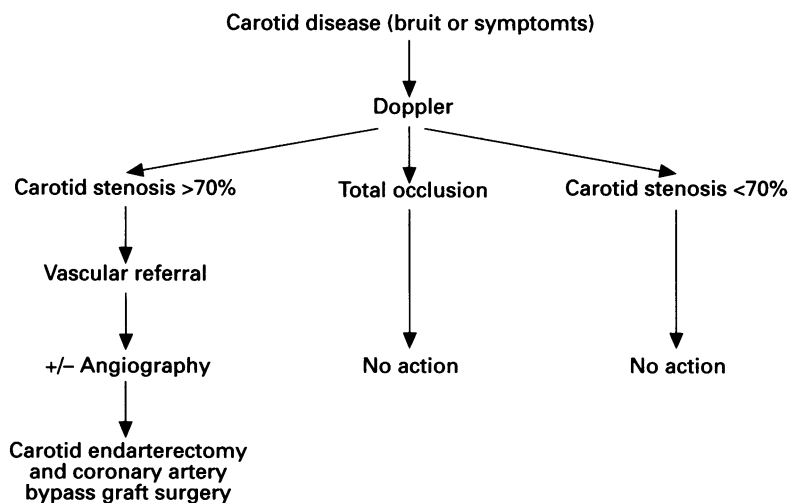 Carotid disease (bruit or symptomts)
Doppler
Carotid stenosis >70%
Total occlusion
Carotid stenosis <70%
Vascular referral
+/– Angiography
No action
No action
Carotid endarterectomy
and coronary artery
bypass graft surgery